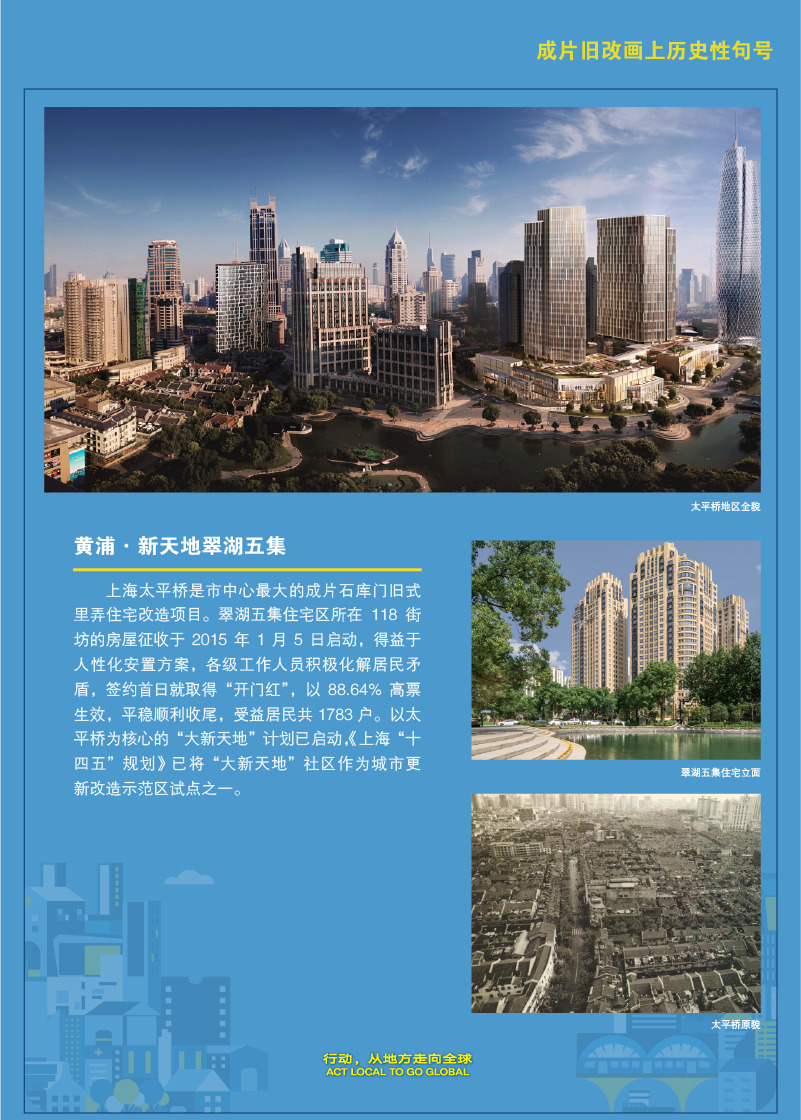 成片旧改画上历史性句号
太平桥地区全貌
黄浦·新天地翠湖五集
上海太平桥是市中心最大的成片石库门旧式
里弄住宅改造项目。翠湖五集住宅区所在 118 街
坊的房屋征收于 2015 年 1 月 5 日启动，得益于
人性化安置方案，各级工作人员积极化解居民矛
盾，签约首日就取得“开门红”，以 88.64% 高票
生效，平稳顺利收尾，受益居民共 1783 户。以太
平桥为核心的“大新天地”计划已启动，《上海“十
四五”规划》已将“大新天地”社区作为城市更
新改造示范区试点之一。
翠湖五集住宅立面
太平桥原貌
行动，从地方走向全球
ACT LOCAL TO GO GLOBAL